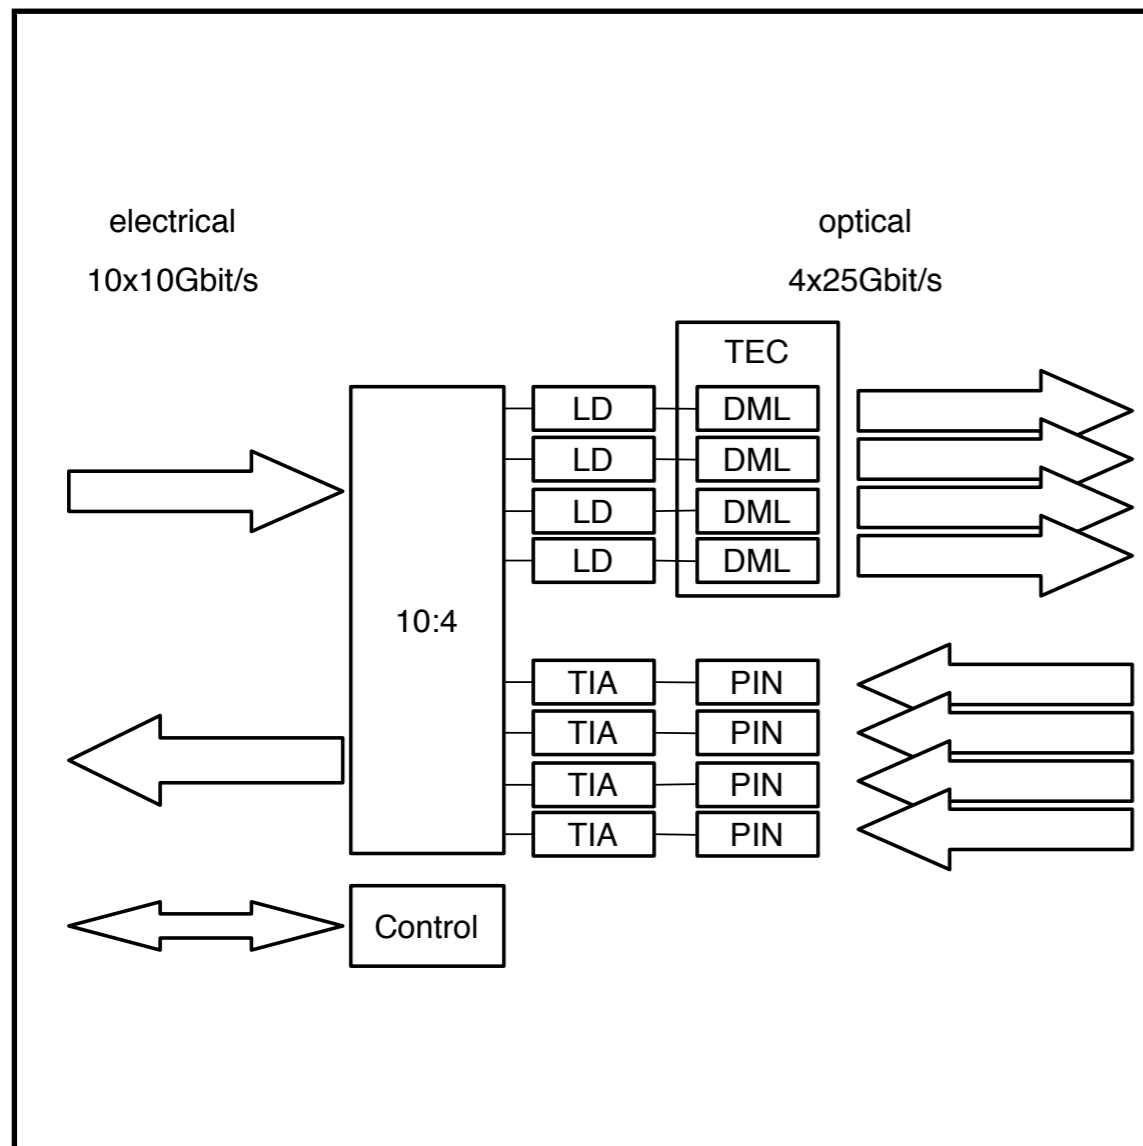 electrical
optical
10x10Gbit/s
4x25Gbit/s
TEC
LD
DML
LD
DML
LD
DML
LD
DML
10:4
TIA
PIN
TIA
PIN
TIA
PIN
TIA
PIN
Control